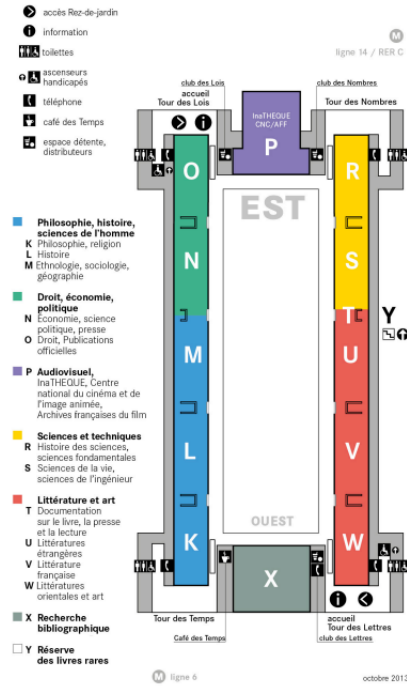 accès Rez-de-jardin
information
toilettes
ascenseurs
handicapés
téléphone
café des Temps
espace détente,
distributeurs
M
ligne 14 / RER C
club des Lois
accueil
Tour des Lois
InaTHÈQUE
CNC/AFF
P
club des Nombres
Tour des Nombres
EST
O
N
M
L
K
R
S
T
U
V
W
Y
OUEST
X
Philosophie, histoire,
sciences de l'homme
K Philosophie, religion
L Histoire
M Ethnologie, sociologie,
géographie
Droit, économie,
politique
N Économie, science
politique, presse
O Droit, Publications
officielles
P Audiovisuel,
InaTHEQUE, Centre
national du cinéma et de
l'image animée,
Archives françaises du film
Sciences et techniques
R Histoire des sciences,
sciences fondamentales
S Sciences de la vie,
sciences de l'ingénieur
Littérature et art
T Documentation
sur le livre, la presse
et la lecture
U Littératures
étrangères
V Littérature
française
W Littératures
orientales et art
X Recherche
bibliographique
Y Réserve
des livres rares
Tour des Temps
Café des Temps
accueil
Tour des Lettres
club des Lettres
M ligne 6
octobre 2013